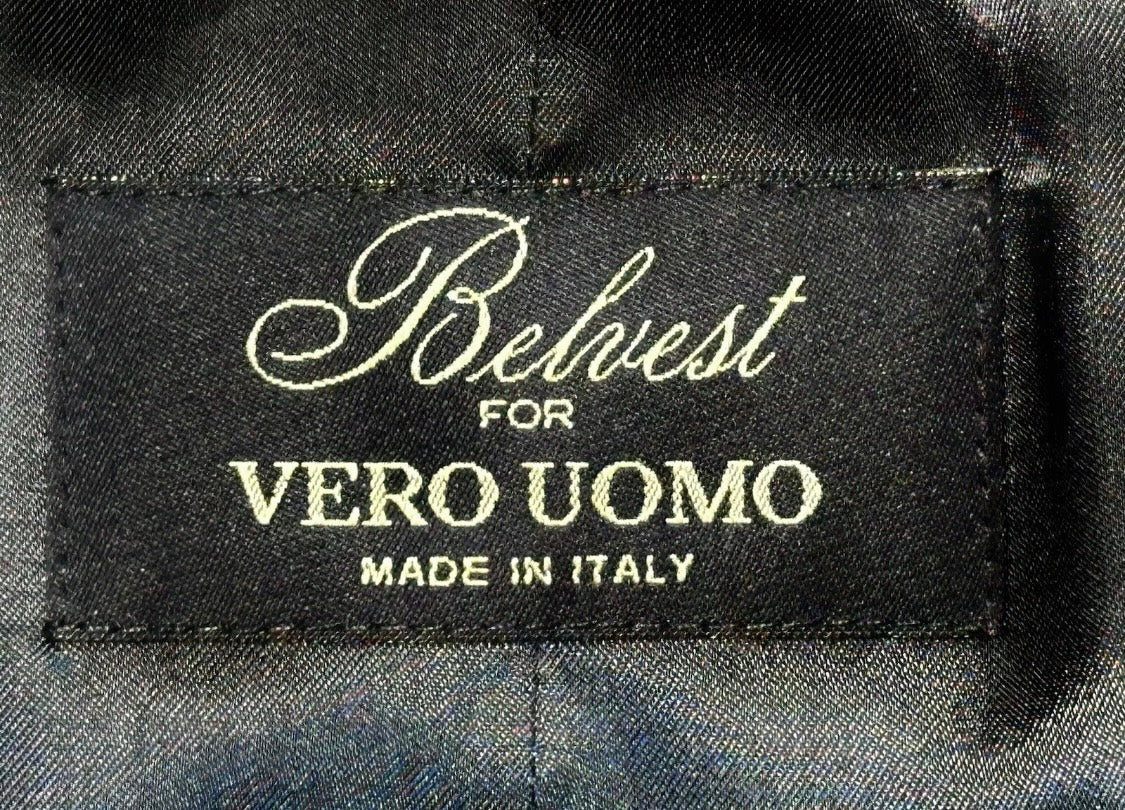 Belvest
FOR
VERO UOMO
MADE IN ITALY